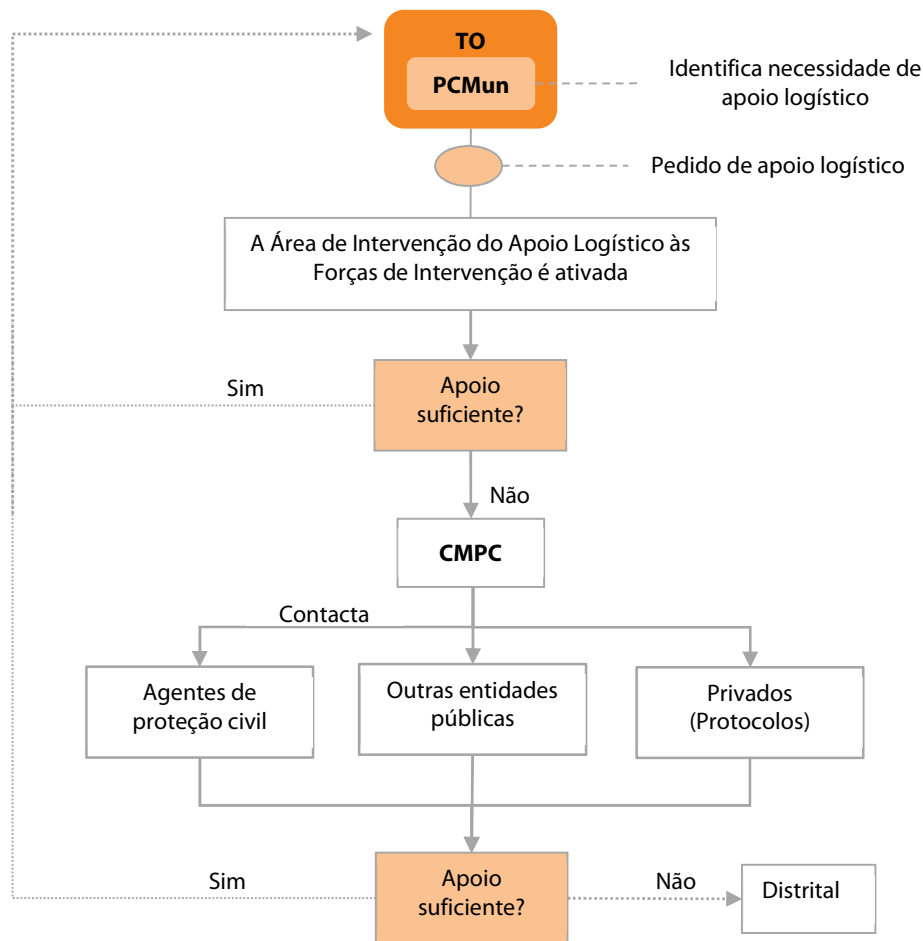 TO
PCMun
Identifica necessidade de
apoio logístico
Pedido de apoio logístico
A Área de Intervenção do Apoio Logístico às
Forças de Intervenção é ativada
Sim
Apoio
suficiente?
Não
CMPC
Contacta
Agentes de
proteção civil
Outras entidades
públicas
Privados
(Protocolos)
Sim
Apoio
suficiente?
Não
Distrital